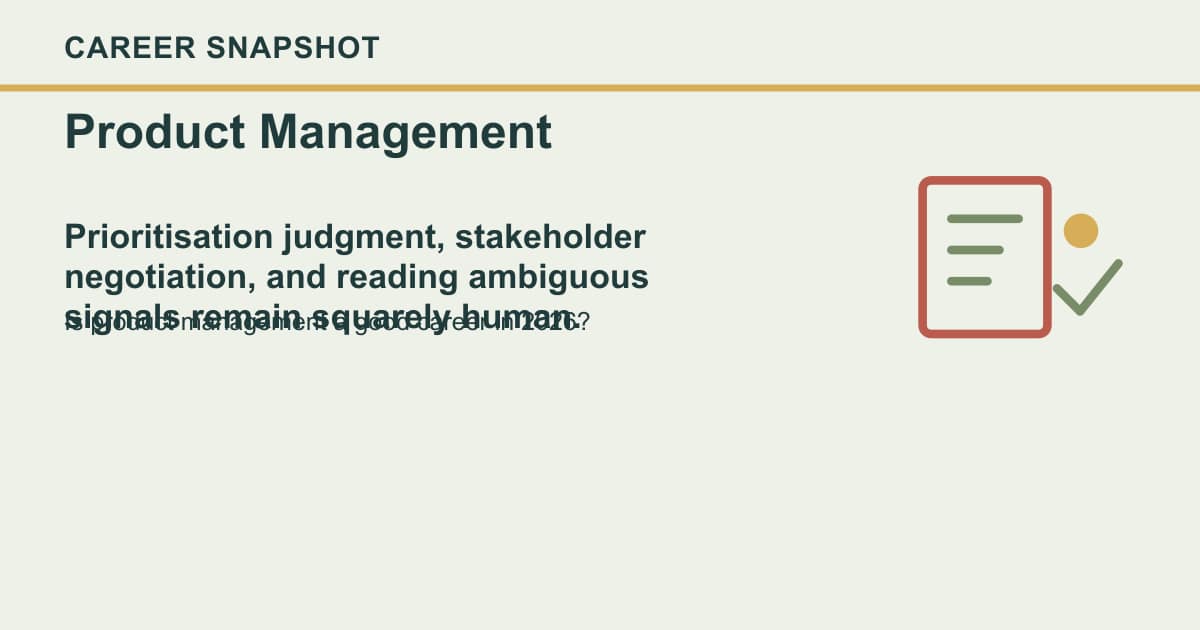 CAREER SNAPSHOT
Product Management
Prioritisation judgment, stakeholder
negotiation, and reading ambiguous
signals remain squarely human.
Is product management a good career in 2026?